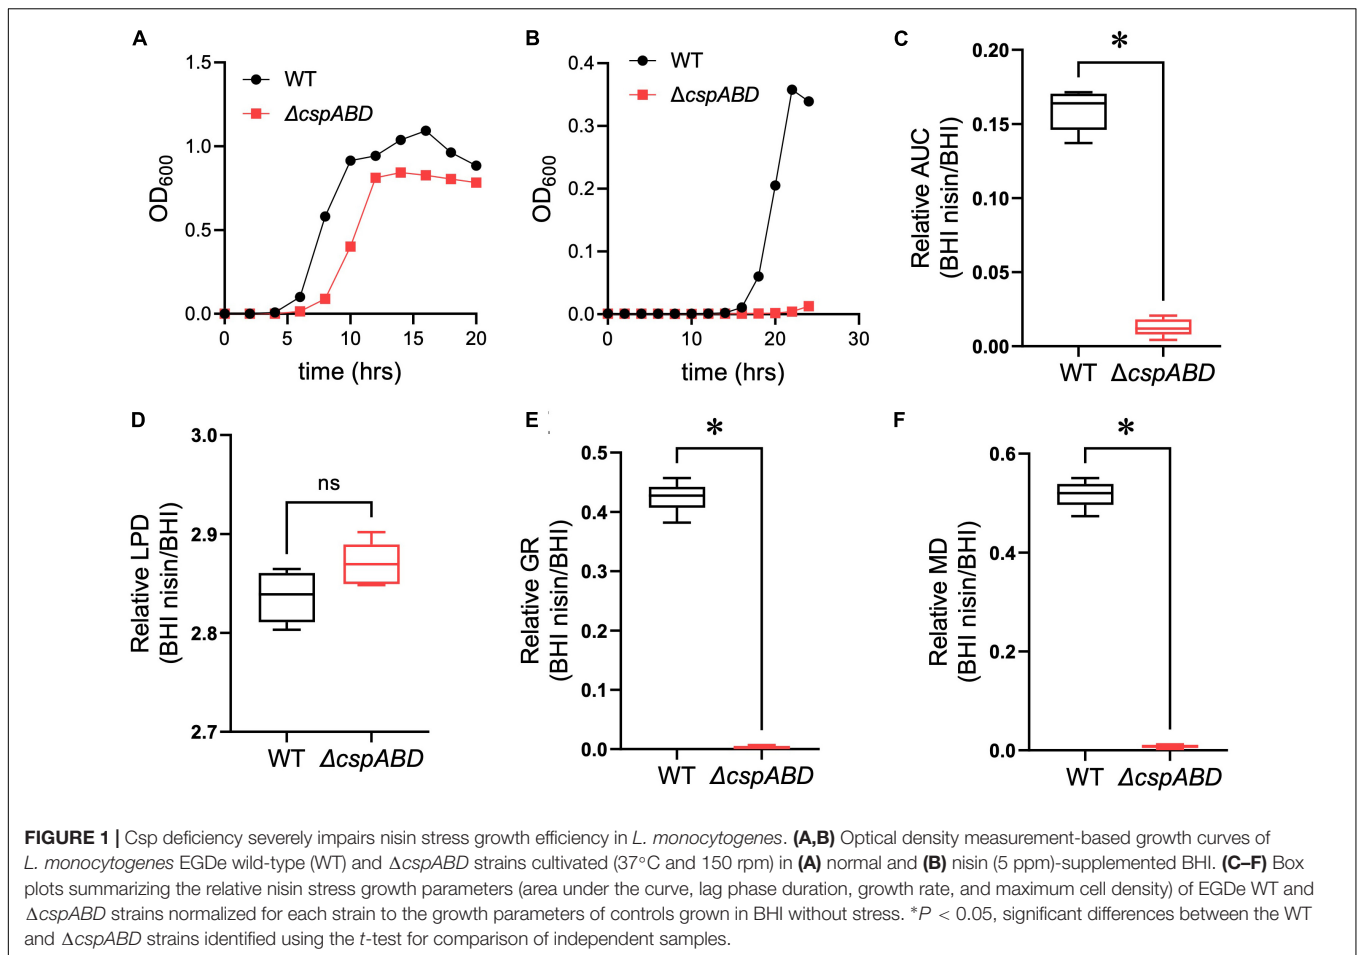 A
WT
ΔcspABD
OD600
1.5
1.0
0.5
0.0
0 5 10 15 20
time (hrs)
B
WT
ΔcspABD
OD600
0.4
0.3
0.2
0.1
0.0
0 10 20 30
time (hrs)
C
*
Relative AUC
(BHI nisin/BHI)
0.20
0.15
0.10
0.05
0.00
WT ΔcspABD
D
ns
Relative LPD
(BHI nisin/BHI)
3.0
2.9
2.8
2.7
WT ΔcspABD
E
*
Relative GR
(BHI nisin/BHI)
0.5
0.4
0.3
0.2
0.1
0.0
WT ΔcspABD
F
*
Relative MD
(BHI nisin/BHI)
0.6
0.4
0.2
0.0
WT ΔcspABD
FIGURE 1 | Csp deficiency severely impairs nisin stress growth efficiency in L. monocytogenes. (A,B) Optical density measurement-based growth curves of
L. monocytogenes EGDe wild-type (WT) and ΔcspABD strains cultivated (37°C and 150 rpm) in (A) normal and (B) nisin (5 ppm)-supplemented BHI. (C–F) Box
plots summarizing the relative nisin stress growth parameters (area under the curve, lag phase duration, growth rate, and maximum cell density) of EGDe WT and
ΔcspABD strains normalized for each strain to the growth parameters of controls grown in BHI without stress. *P < 0.05, significant differences between the WT
and ΔcspABD strains identified using the t-test for comparison of independent samples.